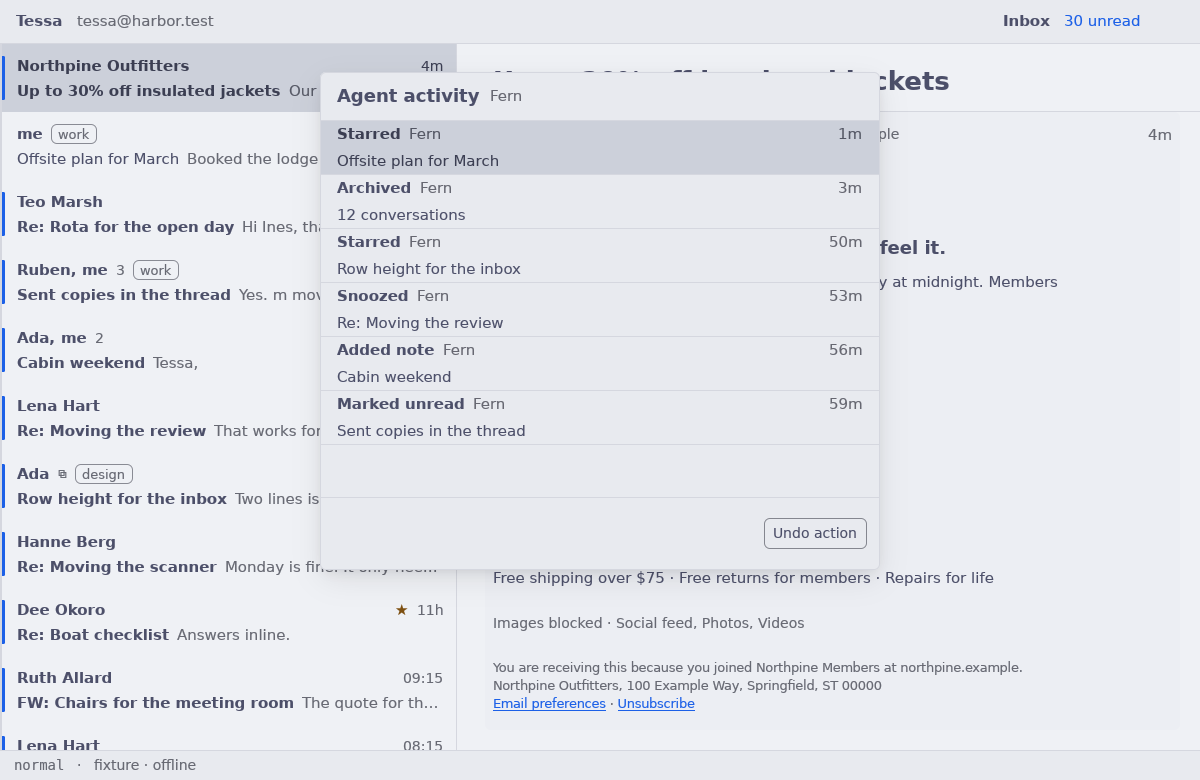 Tessa tessa@harbor.test
Inbox 30 unread
Northpine Outfitters 4m
Up to 30% off insulated jackets Our
me work
Offsite plan for March Booked the lodge
Teo Marsh
Re: Rota for the open day Hi Ines,
Ruben, me 3 work
Sent copies in the thread Yes. m
Ada, me 2
Cabin weekend Tessa,
Lena Hart
Re: Moving the review That works for
Ada design
Row height for the inbox Two lines is
Hanne Berg
Re: Moving the scanner Monday is fine. It only
Dee Okoro ★ 11h
Re: Boat checklist Answers inline.
Ruth Allard 09:15
FW: Chairs for the meeting room The quote for th…
Lena Hart 08:15
Agent activity Fern
Starred Fern 1m
Offsite plan for March
Archived Fern 3m
12 conversations
Starred Fern 50m
Row height for the inbox
Snoozed Fern 53m
Re: Moving the review
Added note Fern 56m
Cabin weekend
Marked unread Fern 59m
Sent copies in the thread
Undo action
4m
feel it.
at midnight. Members
Free shipping over $75 · Free returns for members · Repairs for life
Images blocked · Social feed, Photos, Videos
You are receiving this because you joined Northpine Members at northpine.example.
Northpine Outfitters, 100 Example Way, Springfield, ST 00000
Email preferences · Unsubscribe
normal · fixture · offline